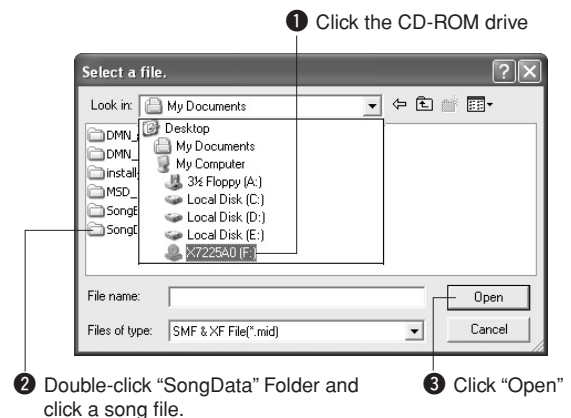 ❶ Click the CD-ROM drive
Select a file.
Look in: My Documents
Desktop
My Documents
My Computer
3½ Floppy (A:)
Local Disk (C:)
Local Disk (D:)
Local Disk (E:)
X7225A0 (F:)
DMN_
DMN_
install
MSD_
Song
Song
File name:
Open
Files of type: SMF & XF File(*.mid)
Cancel
❷ Double-click “SongData” Folder and
click a song file.
❸ Click “Open”